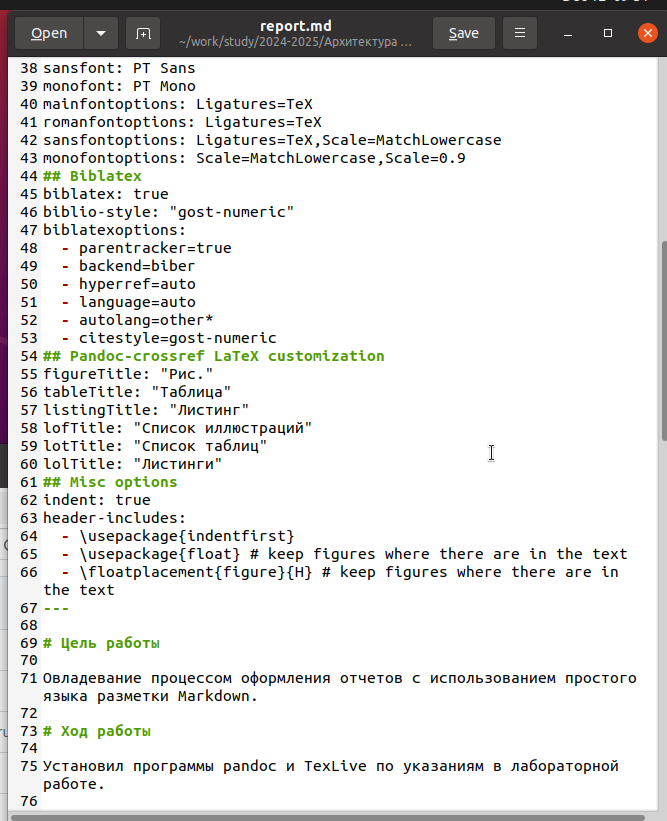 Open
report.md
~/work/study/2024-2025/Архитектура ...
Save
38 sansfont: PT Sans
39 monofont: PT Mono
40 mainfontoptions: Ligatures=TeX
41 romanfontoptions: Ligatures=TeX
42 sansfontoptions: Ligatures=TeX,Scale=MatchLowercase
43 monofontoptions: Scale=MatchLowercase,Scale=0.9
44 ## Biblatex
45 biblatex: true
46 biblio-style: "gost-numeric"
47 biblatexoptions:
48   - parentracker=true
49   - backend=biber
50   - hyperref=auto
51   - language=auto
52   - autolang=other*
53   - citestyle=gost-numeric
54 ## Pandoc-crossref LaTeX customization
55 figureTitle: "Рис."
56 tableTitle: "Таблица"
57 listingTitle: "Листинг"
58 lofTitle: "Список иллюстраций"
59 lotTitle: "Список таблиц"
60 lolTitle: "Листинги"
61 ## Misc options
62 indent: true
63 header-includes:
64   - \usepackage{indentfirst}
65   - \usepackage{float} # keep figures where there are in the text
66   - \floatplacement{figure}{H} # keep figures where there are in
the text
67 ---
68
69 # Цель работы
70
71 Овладевание процессом оформления отчетов с использованием простого
языка разметки Markdown.
72
73 # Ход работы
74
75 Установил программы pandoc и TexLive по указаниям в лабораторной
работе.
76